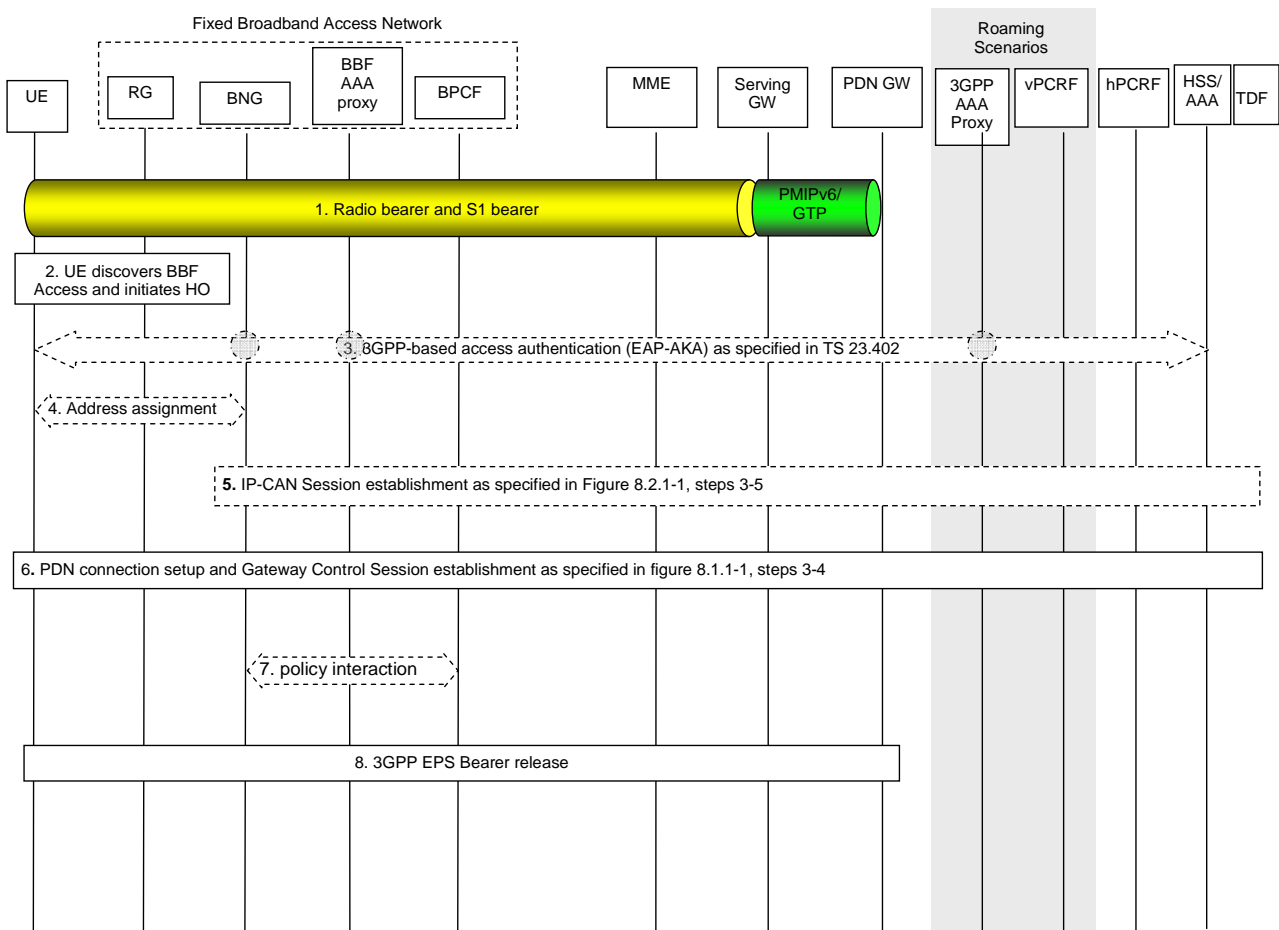 Fixed Broadband Access Network
Roaming
Scenarios
UE
RG
BNG
BBF
AAA
proxy
BPCF
MME
Serving
GW
PDN GW
3GPP
AAA
Proxy
vPCRF
hPCRF
HSS/
AAA
TDF
1. Radio bearer and S1 bearer
PMIPv6/
GTP
2. UE discovers BBF
Access and initiates HO
3. 3GPP-based access authentication (EAP-AKA) as specified in TS 23.402
4. Address assignment
5. IP-CAN Session establishment as specified in Figure 8.2.1-1, steps 3-5
6. PDN connection setup and Gateway Control Session establishment as specified in figure 8.1.1-1, steps 3-4
7. policy interaction
8. 3GPP EPS Bearer release